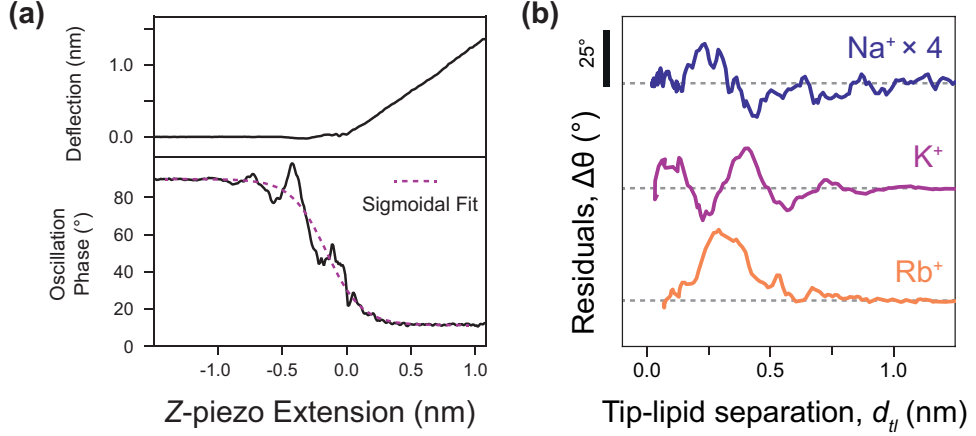 (a)
Deflection (nm)
1.0
0.0
Oscillation
Phase (°)
80
60
40
20
0
Sigmoidal Fit
-1.0
-0.5
0.0
0.5
1.0
Z-piezo Extension (nm)
(b)
25°
Residuals, Δθ (°)
Na⁺ × 4
K⁺
Rb⁺
0.0
0.5
1.0
Tip-lipid separation, dₜₗ (nm)